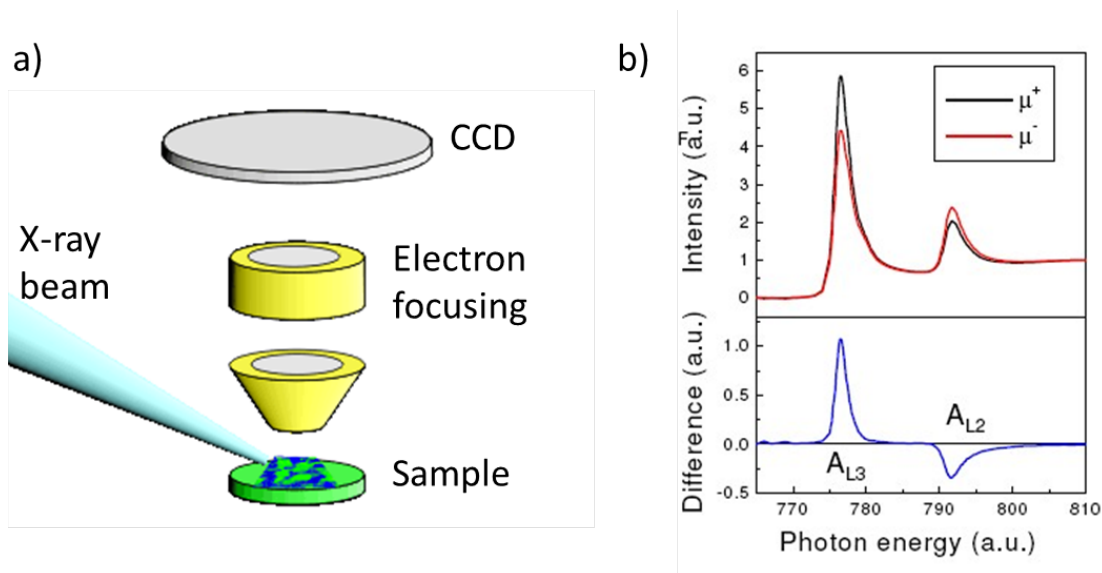 a)
CCD
X-ray
beam
Electron
focusing
Sample
b)
Intensity (a.u.)
6
5
4
3
2
1
0
μ⁺
μ⁻
Difference (a.u.)
1.0
0.5
0.0
-0.5
A_L3
A_L2
770
780
790
800
810
Photon energy (a.u.)